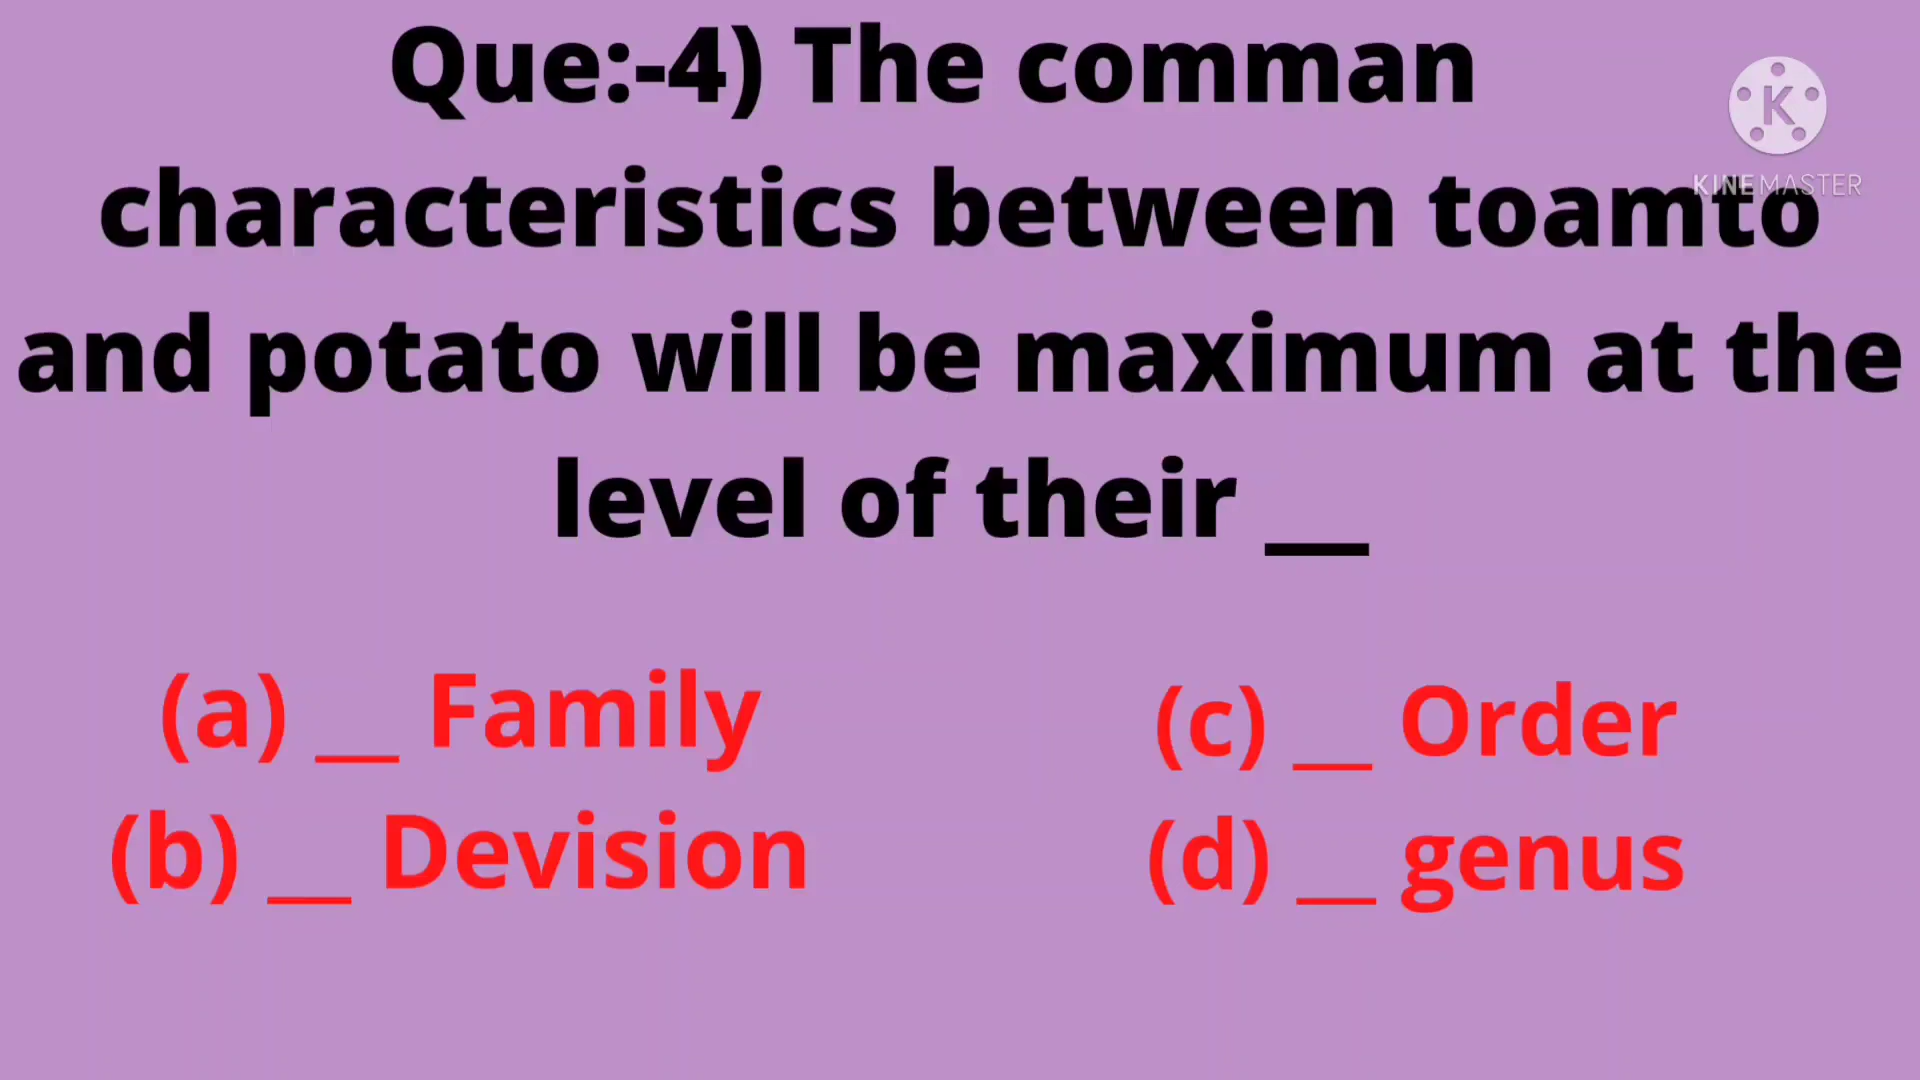 Que:-4) The comman
characteristics between toamto
and potato will be maximum at the
level of their __
(a) __ Family
(b) __ Devision
(c) __ Order
(d) __ genus
K
KINEMASTER